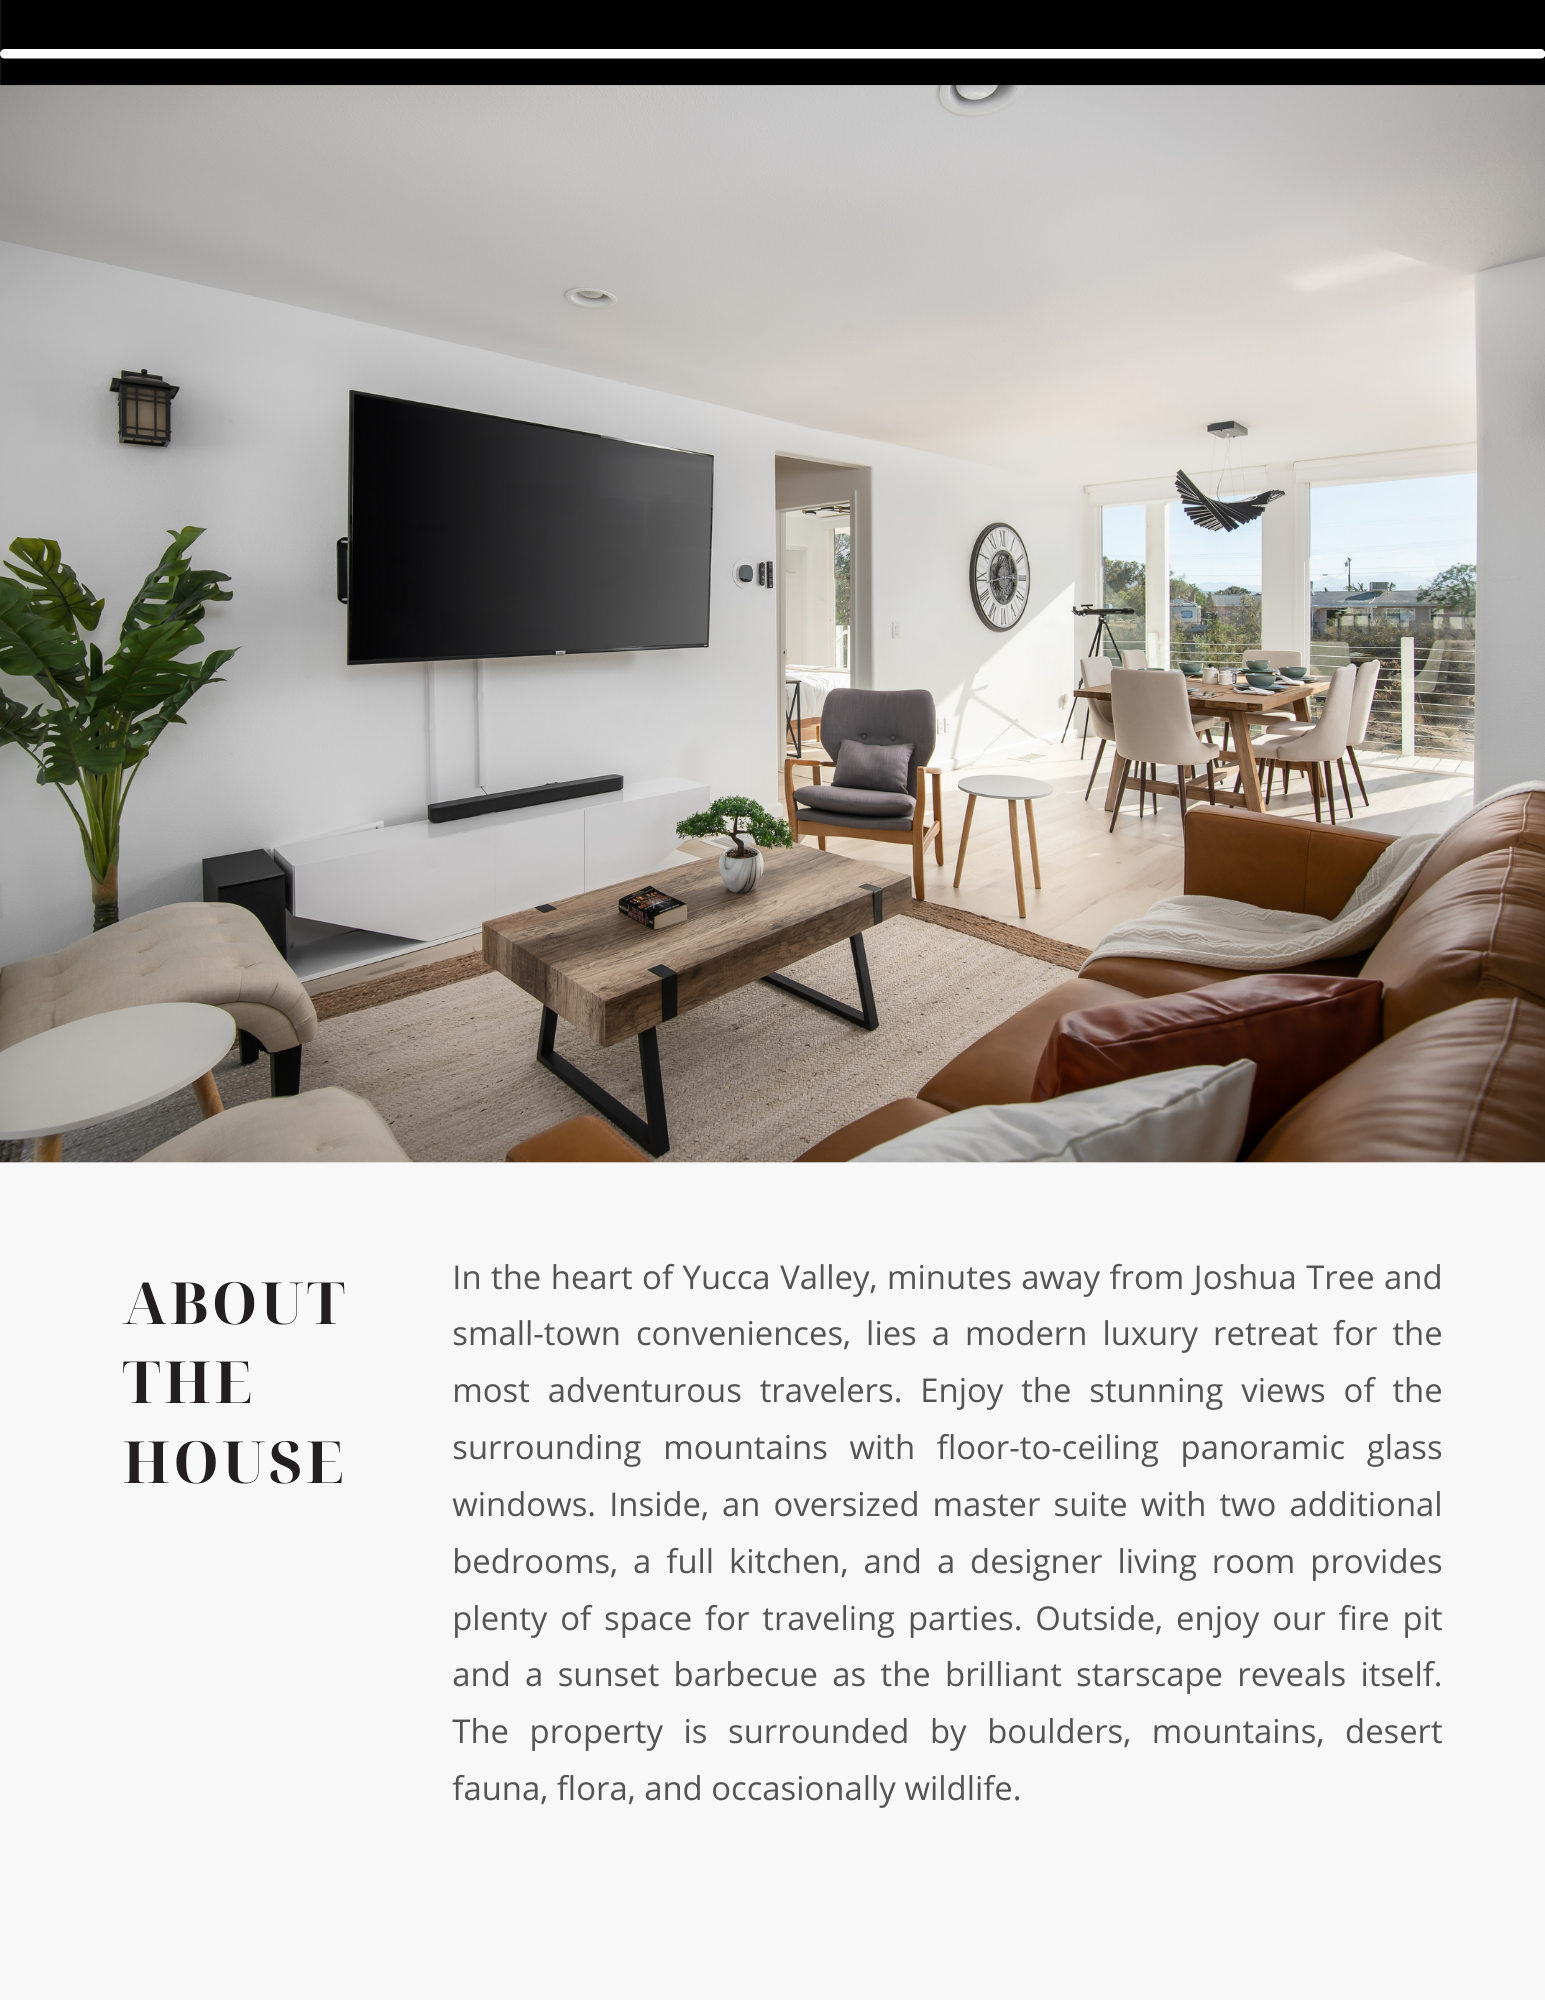 ABOUT
THE
HOUSE
In the heart of Yucca Valley, minutes away from Joshua Tree and
small-town conveniences, lies a modern luxury retreat for the
most adventurous travelers. Enjoy the stunning views of the
surrounding mountains with floor-to-ceiling panoramic glass
windows. Inside, an oversized master suite with two additional
bedrooms, a full kitchen, and a designer living room provides
plenty of space for traveling parties. Outside, enjoy our fire pit
and a sunset barbecue as the brilliant starscape reveals itself.
The property is surrounded by boulders, mountains, desert
fauna, flora, and occasionally wildlife.